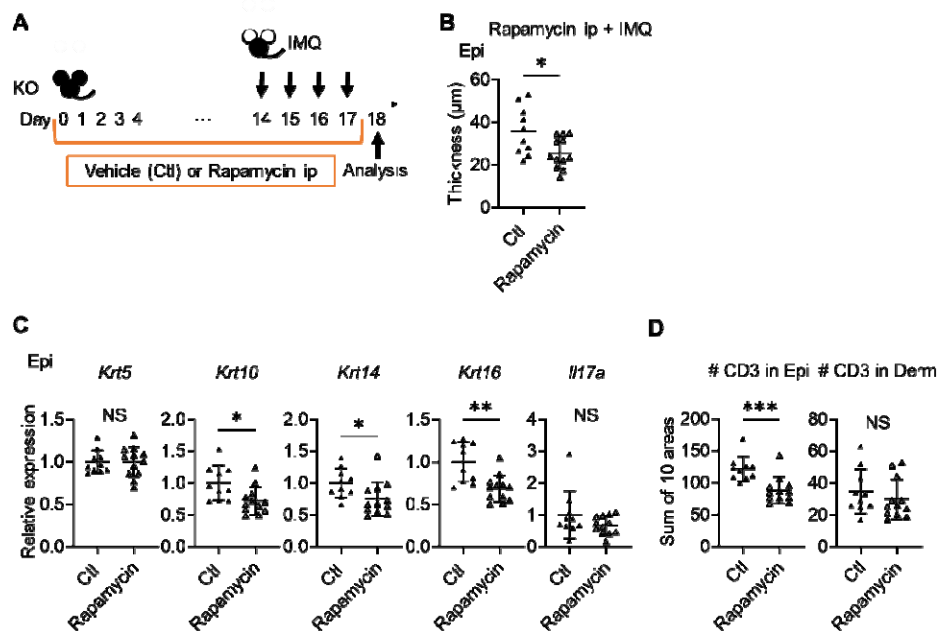 A
IMQ
KO
Day 0 1 2 3 4 ... 14 15 16 17 18
Vehicle (Ctl) or Rapamycin ip
Analysis
B
Rapamycin ip + IMQ
Epi
*
Thickness (µm)
60
40
20
0
Ctl
Rapamycin
C
Epi
Relative expression
Krt5
NS
1.5
1.0
0.5
0.0
Ctl
Rapamycin
Krt10
*
2.0
1.5
1.0
0.5
0.0
Ctl
Rapamycin
Krt14
*
2.0
1.5
1.0
0.5
0.0
Ctl
Rapamycin
Krt16
**
1.5
1.0
0.5
0.0
Ctl
Rapamycin
Il17a
NS
4
3
2
1
0
Ctl
Rapamycin
D
# CD3 in Epi
***
Sum of 10 areas
200
150
100
50
0
Ctl
Rapamycin
# CD3 in Derm
NS
80
60
40
20
0
Ctl
Rapamycin